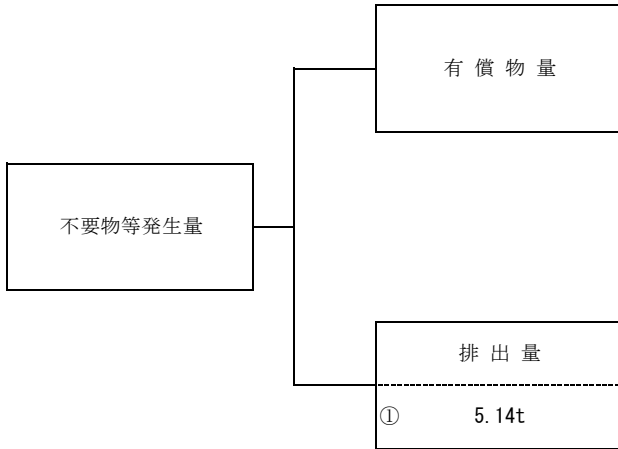 有 償 物 量
不要物等発生量
排 出 量
① 5.14t